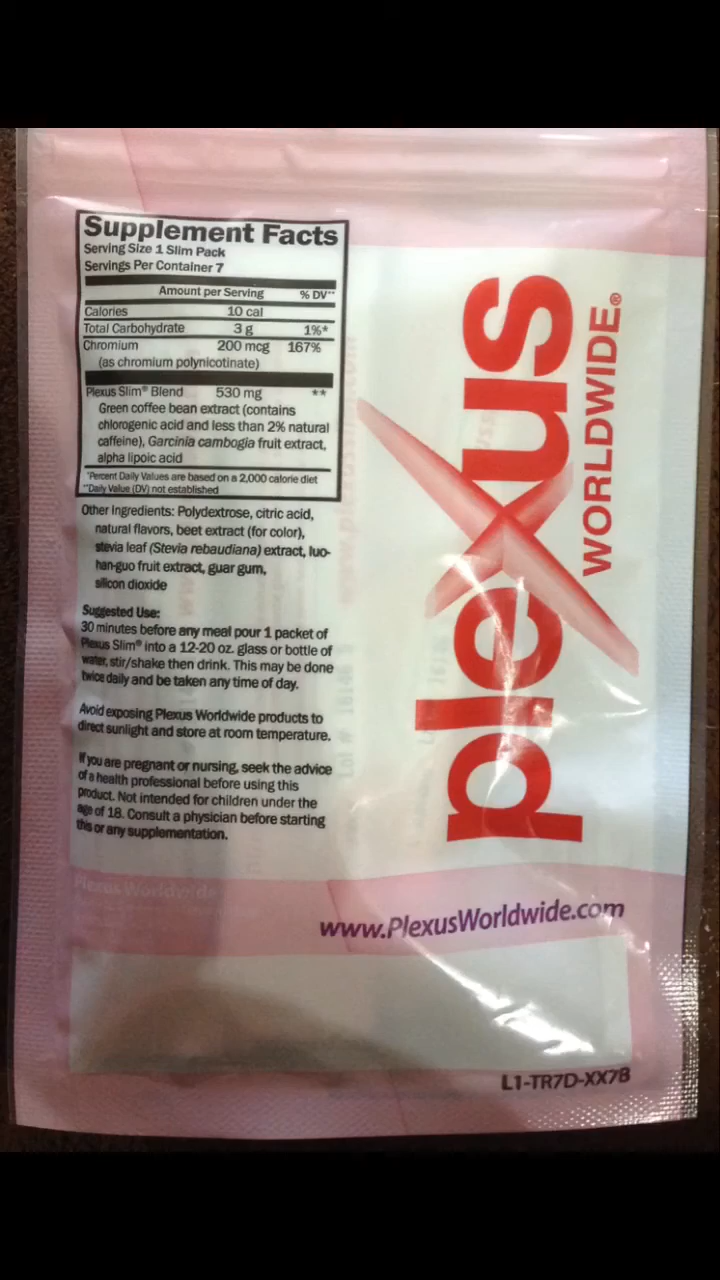 Supplement Facts
Serving Size 1 Slim Pack
Servings Per Container 7
Amount per Serving % DV**
Calories 10 cal
Total Carbohydrate 3 g 1%*
Chromium 200 mcg 167%
(as chromium polynicotinate)
Plexus Slim® Blend 530 mg **
Green coffee bean extract (contains
chlorogenic acid and less than 2% natural
caffeine), Garcinia cambogia fruit extract,
alpha lipoic acid
*Percent Daily Values are based on a 2,000 calorie diet
**Daily Value (DV) not established
Other Ingredients: Polydextrose, citric acid,
natural flavors, beet extract (for color),
stevia leaf (Stevia rebaudiana) extract, luo-
han-guo fruit extract, guar gum,
silicon dioxide
Suggested Use:
30 minutes before any meal pour 1 packet of
Plexus Slim® into a 12-20 oz. glass or bottle of
water, stir/shake then drink. This may be done
twice daily and be taken any time of day.
Avoid exposing Plexus Worldwide products to
direct sunlight and store at room temperature.
If you are pregnant or nursing, seek the advice
of a health professional before using this
product. Not intended for children under the
age of 18. Consult a physician before starting
this or any supplementation.
plexus
WORLDWIDE®
Plexus Worldwide
www.PlexusWorldwide.com
L1-TR7D-XX7B